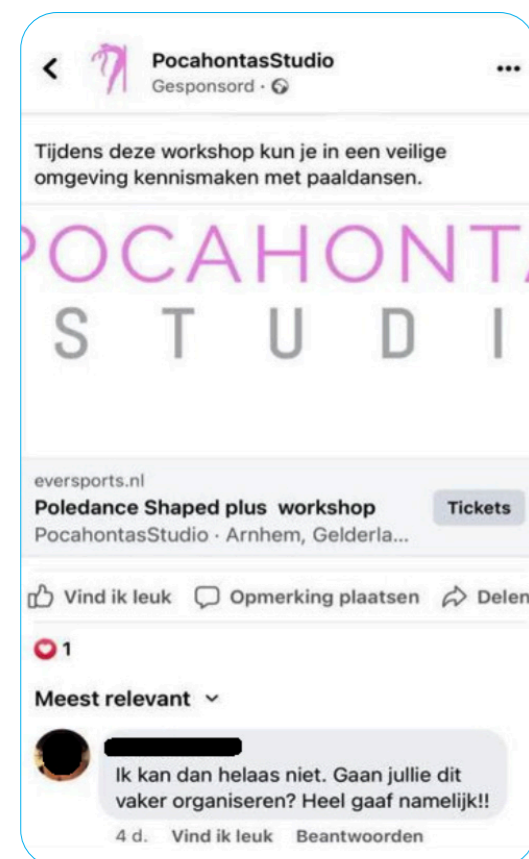 PocahontasStudio
Gesponsord ·
Tijdens deze workshop kun je in een veilige
omgeving kennismaken met paaldansen.
POCAHONTA
STUDI
eversports.nl
Poledance Shaped plus workshop
Tickets
PocahontasStudio · Arnhem, Gelderla...
Vind ik leuk Opmerking plaatsen Delen
1
Meest relevant
Ik kan dan helaas niet. Gaan jullie dit
vaker organiseren? Heel gaaf namelijk!!
4 d. Vind ik leuk Beantwoorden